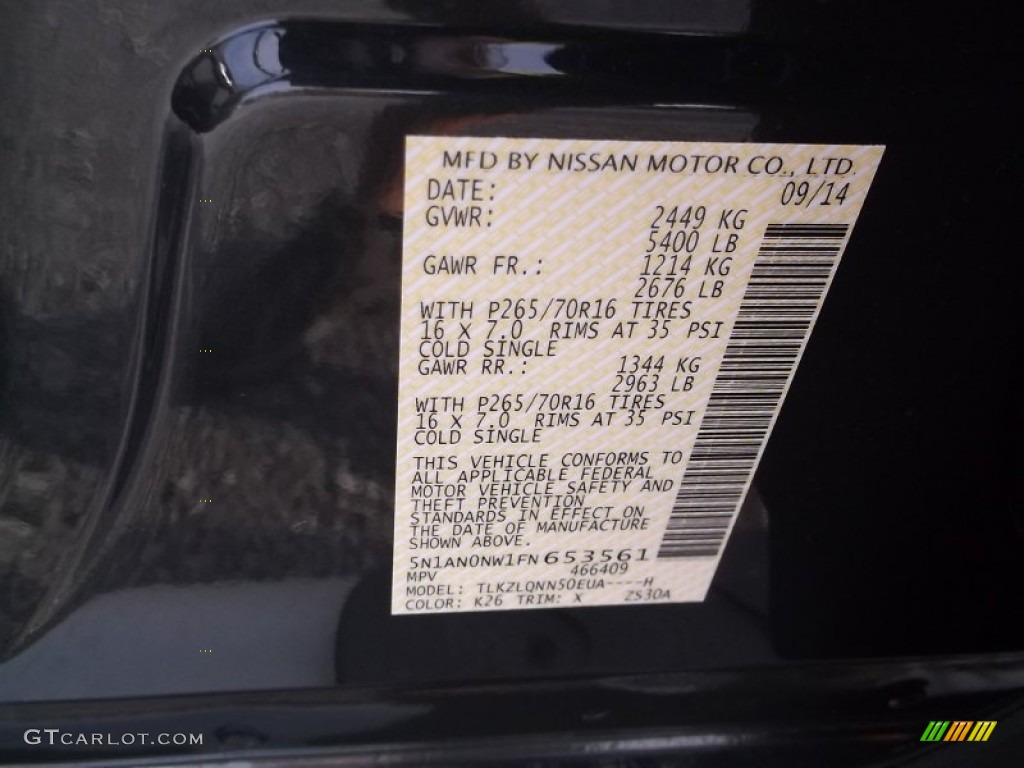 MFD BY NISSAN MOTOR CO., LTD.
DATE: 09/14
GVWR: 2449 KG
5400 LB
GAWR FR.: 1214 KG
2676 LB
WITH P265/70R16 TIRES
16 X 7.0 RIMS AT 35 PSI
COLD SINGLE
GAWR RR.: 1344 KG
2963 LB
WITH P265/70R16 TIRES
16 X 7.0 RIMS AT 35 PSI
COLD SINGLE
THIS VEHICLE CONFORMS TO
ALL APPLICABLE FEDERAL
MOTOR VEHICLE SAFETY AND
THEFT PREVENTION
STANDARDS IN EFFECT ON
THE DATE OF MANUFACTURE
SHOWN ABOVE.
5N1AN0NW1FN653561
MPV 466409
MODEL: TLKZLQNN50EUA----H
COLOR: K26 TRIM: X ZS30A
GTCARLOT.COM